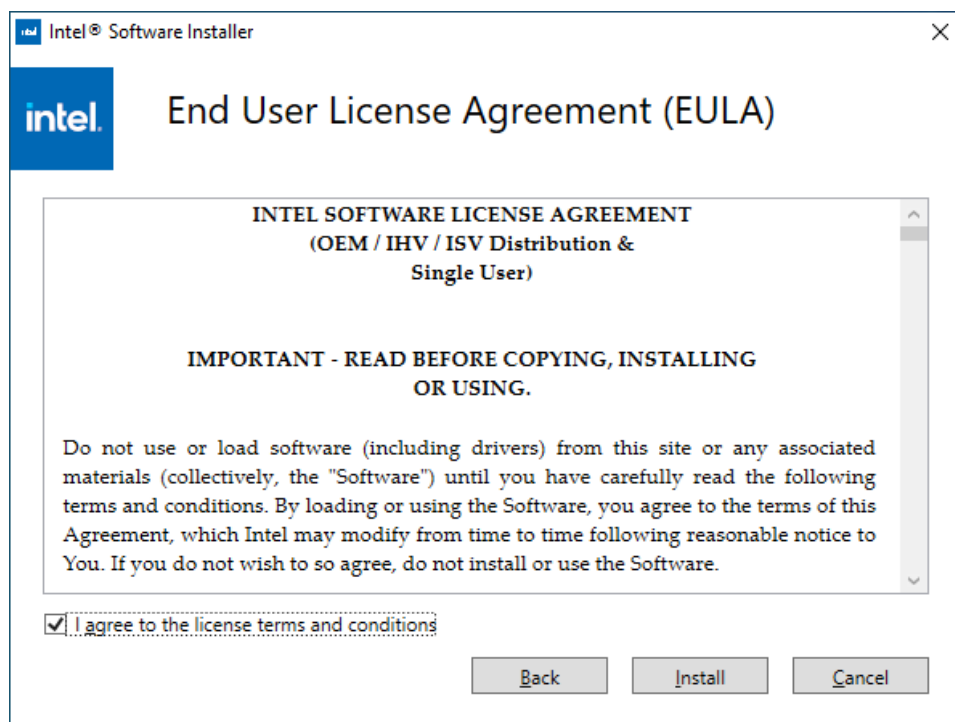 intel
Intel® Software Installer
intel.
End User License Agreement (EULA)
INTEL SOFTWARE LICENSE AGREEMENT
(OEM / IHV / ISV Distribution &
Single User)
IMPORTANT - READ BEFORE COPYING, INSTALLING
OR USING.
Do not use or load software (including drivers) from this site or any associated
materials (collectively, the "Software") until you have carefully read the following
terms and conditions. By loading or using the Software, you agree to the terms of this
Agreement, which Intel may modify from time to time following reasonable notice to
You. If you do not wish to so agree, do not install or use the Software.
I agree to the license terms and conditions
Back
Install
Cancel